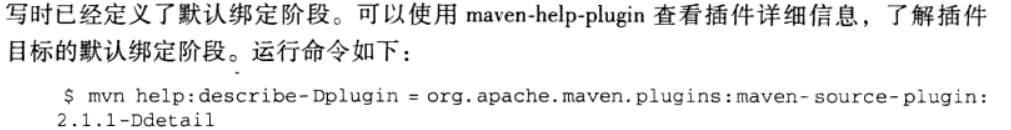 写时已经定义了默认绑定阶段。可以使用 maven-help-plugin 查看插件详细信息，了解插件
目标的默认绑定阶段。运行命令如下：
$ mvn help:describe-Dplugin = org.apache.maven.plugins:maven-source-plugin:
2.1.1-Ddetail